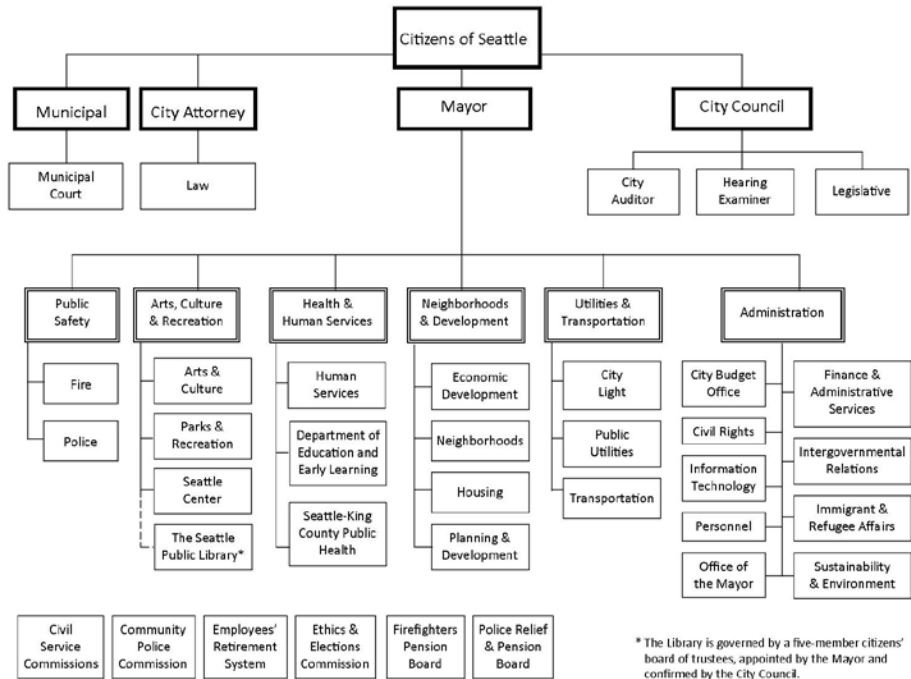 Citizens of Seattle
Municipal
City Attorney
Mayor
City Council
Municipal
Court
Law
City
Auditor
Hearing
Examiner
Legislative
Public
Safety
Arts, Culture
& Recreation
Health &
Human Services
Neighborhoods
& Development
Utilities &
Transportation
Administration
Fire
Police
Arts &
Culture
Parks &
Recreation
Seattle
Center
The Seattle
Public Library*
Human
Services
Department of
Education and
Early Learning
Seattle-King
County Public
Health
Economic
Development
Neighborhoods
Housing
Planning &
Development
City
Light
Public
Utilities
Transportation
City Budget
Office
Civil Rights
Information
Technology
Personnel
Office of
the Mayor
Finance &
Administrative
Services
Intergovernmental
Relations
Immigrant &
Refugee Affairs
Sustainability
& Environment
Civil
Service
Commissions
Community
Police
Commission
Employees'
Retirement
System
Ethics &
Elections
Commission
Firefighters
Pension
Board
Police Relief
& Pension
Board
* The Library is governed by a five-member citizens'
board of trustees, appointed by the Mayor and
confirmed by the City Council.